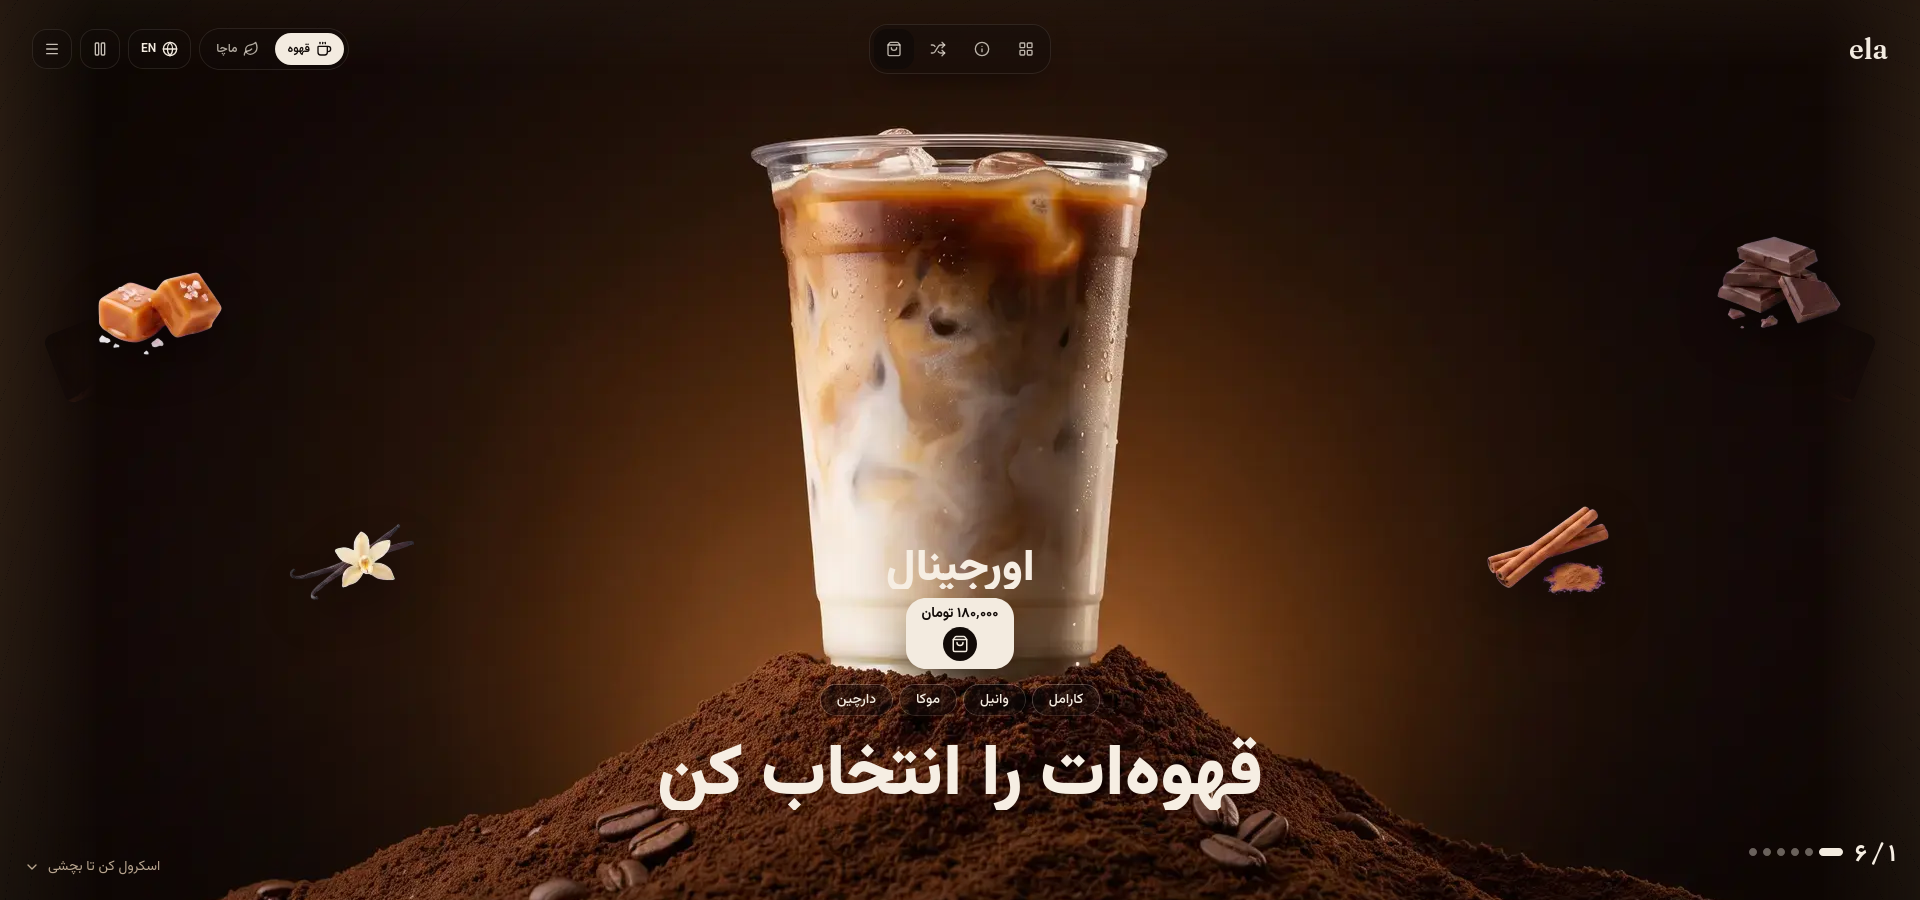 ela
قهوه
ماچا
EN
اورجینال
۱۸۰,۰۰۰ تومان
کارامل
وانیل
موکا
دارچین
قهوه‌ات را انتخاب کن
۱ / ۶
اسکرول کن تا بچشی